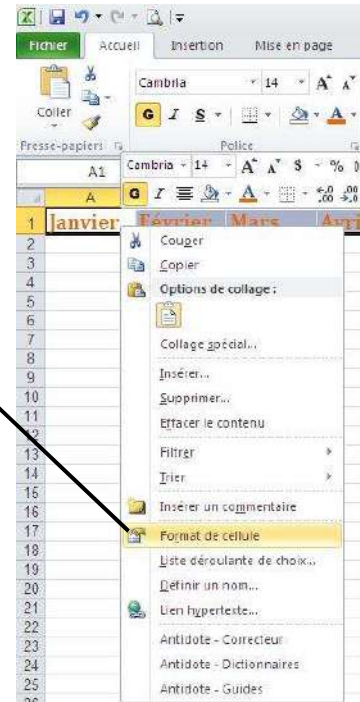 Fichier Accueil Insertion Mise en page
Coller
Cambria 14 A A
G I S A
Presse-papiers Police
A1
Cambria 14 A A $ %
G I A
A
1 Janvier Février Mars Avri
2
3
4
5
6
7
8
9
10
11
12
13
14
15
16
17
18
19
20
21
22
23
24
25
26
Couper
Copier
Options de collage :
Collage spécial...
Insérer...
Supprimer...
Effacer le contenu
Filtrer
Trier
Insérer un commentaire
Format de cellule
Liste déroulante de choix...
Définir un nom...
Lien hypertexte...
Antidote - Correcteur
Antidote - Dictionnaires
Antidote - Guides